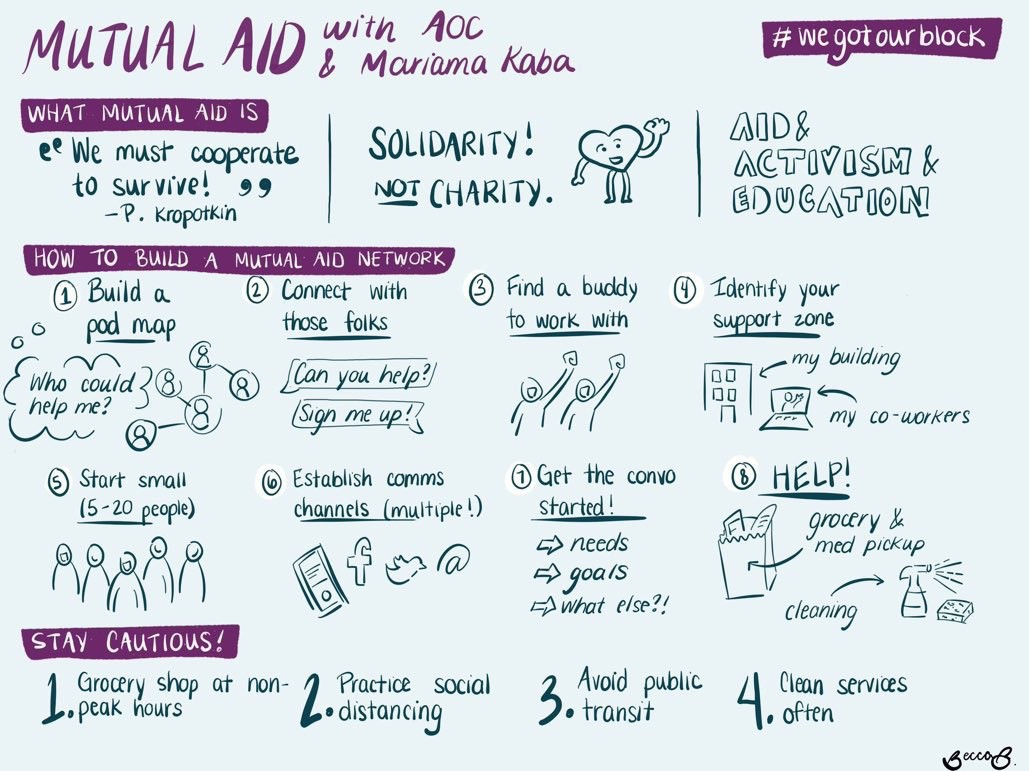 MUTUAL AID with AOC
& Mariama Kaba
#wegotourblock
WHAT MUTUAL AID IS
"We must cooperate
to survive!"
-P. Kropotkin
SOLIDARITY!
NOT CHARITY.
AID &
ACTIVISM &
EDUCATION
HOW TO BUILD A MUTUAL AID NETWORK
1 Build a
pod map
Who could
help me?
2 Connect with
those folks
Can you help?
Sign me up!
3 Find a buddy
to work with
4 Identify your
support zone
my building
my co-workers
5 Start small
(5-20 people)
6 Establish comms
channels (multiple!)
f
@
7 Get the convo
started!
⇨ needs
⇨ goals
⇨ what else?!
8 HELP!
grocery &
med pickup
cleaning
STAY CAUTIOUS!
1. Grocery shop at non-
peak hours
2. Practice social
distancing
3. Avoid public
transit
4. Clean services
often
BeccaB.